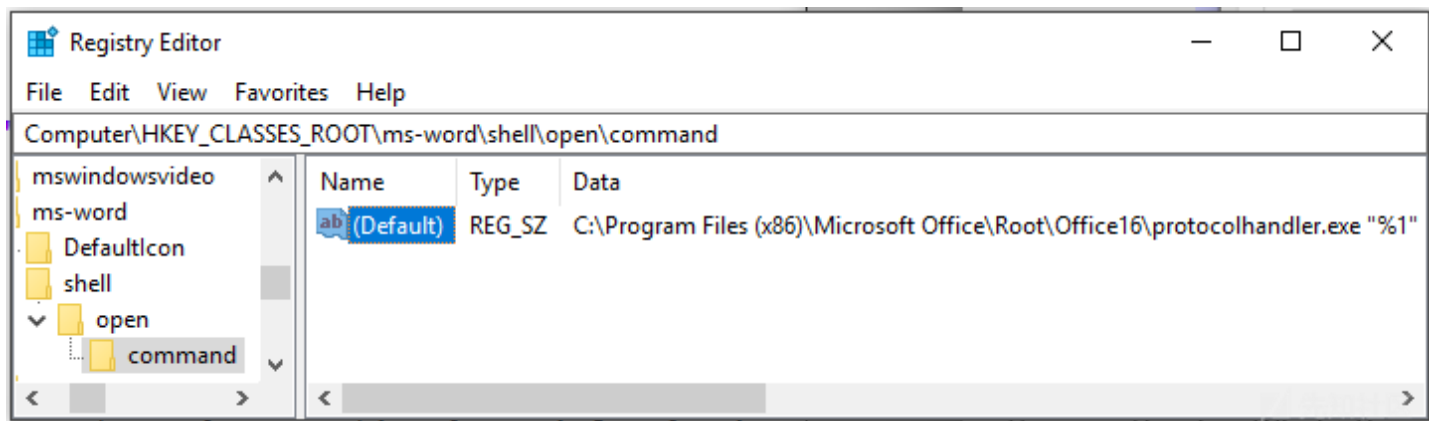 Registry Editor
File Edit View Favorites Help
Computer\HKEY_CLASSES_ROOT\ms-word\shell\open\command
mswindowsvideo
ms-word
DefaultIcon
shell
open
command
Name Type Data
ab (Default) REG_SZ C:\Program Files (x86)\Microsoft Office\Root\Office16\protocolhandler.exe "%1"